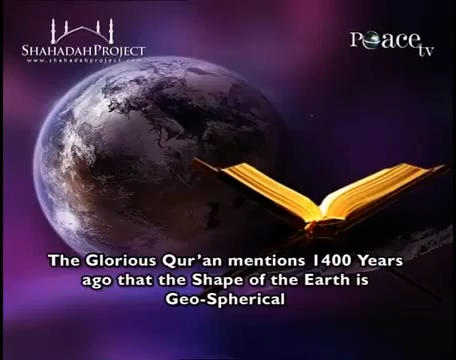 SHAHADAHPROJECT
www.shahadahproject.com
Peace tv
The Glorious Qur'an mentions 1400 Years
ago that the Shape of the Earth is
Geo-Spherical